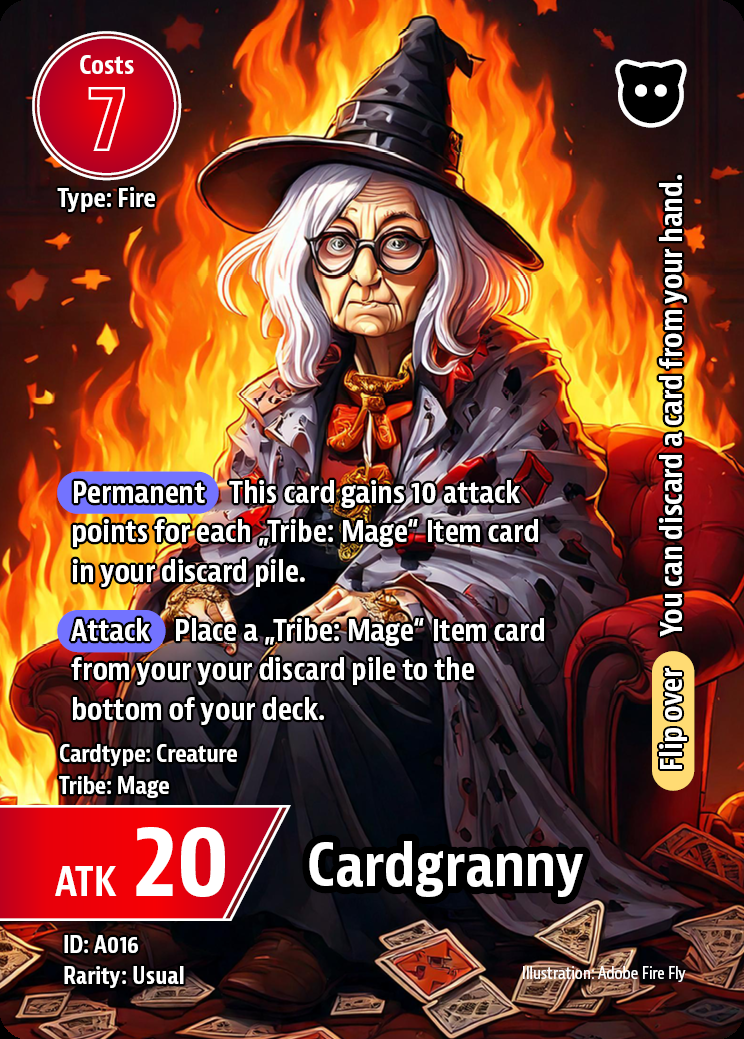 Costs
7
Type: Fire
You can discard a card from your hand.
Flip over
Permanent This card gains 10 attack
points for each „Tribe: Mage“ Item card
in your discard pile.
Attack Place a „Tribe: Mage“ Item card
from your your discard pile to the
bottom of your deck.
Cardtype: Creature
Tribe: Mage
ATK 20
Cardgranny
ID: A016
Rarity: Usual
Illustration: Adobe Fire Fly